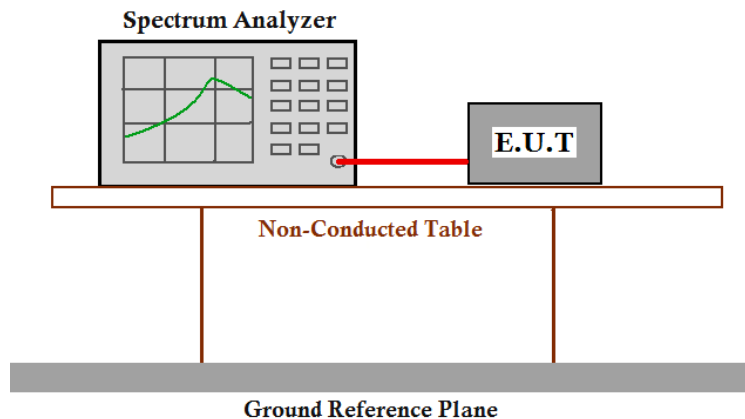 Spectrum Analyzer
E.U.T
Non-Conducted Table
Ground Reference Plane